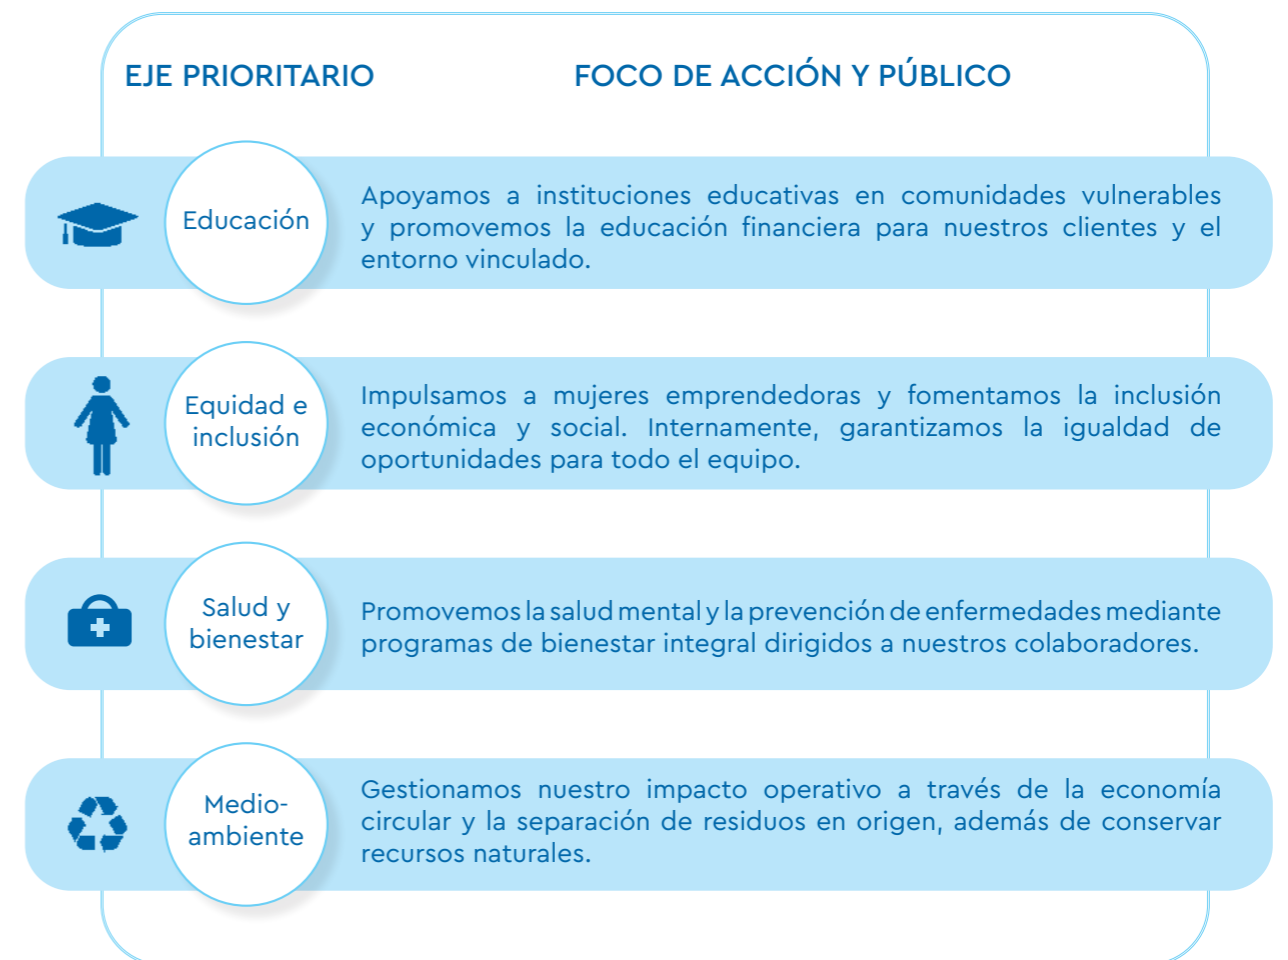 EJE PRIORITARIO
FOCO DE ACCIÓN Y PÚBLICO
Educación
Apoyamos a instituciones educativas en comunidades vulnerables
y promovemos la educación financiera para nuestros clientes y el
entorno vinculado.
Equidad e
inclusión
Impulsamos a mujeres emprendedoras y fomentamos la inclusión
económica y social. Internamente, garantizamos la igualdad de
oportunidades para todo el equipo.
Salud y
bienestar
Promovemos la salud mental y la prevención de enfermedades mediante
programas de bienestar integral dirigidos a nuestros colaboradores.
Medio-
ambiente
Gestionamos nuestro impacto operativo a través de la economía
circular y la separación de residuos en origen, además de conservar
recursos naturales.